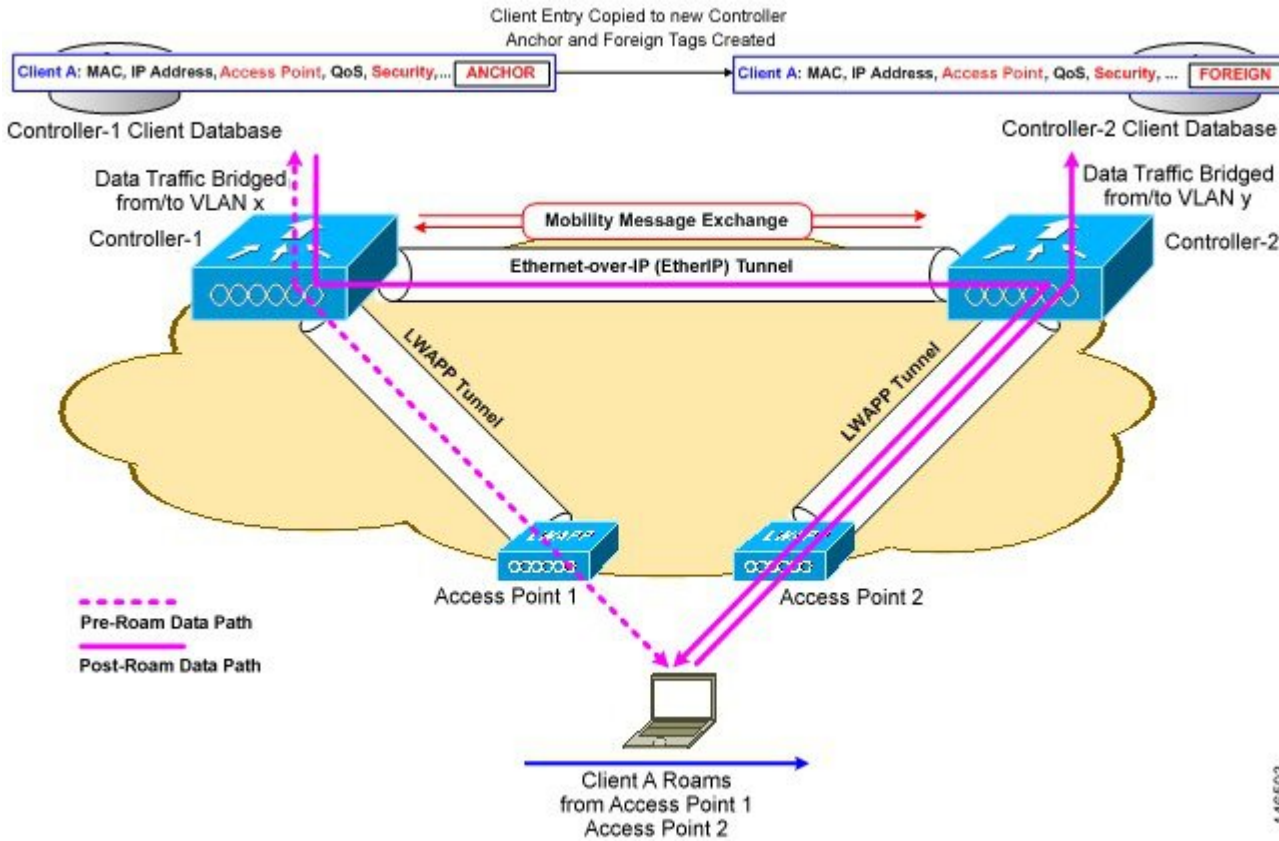 Client Entry Copied to new Controller
Anchor and Foreign Tags Created
Client A: MAC, IP Address, Access Point, QoS, Security,... ANCHOR
Client A: MAC, IP Address, Access Point, QoS, Security, ... FOREIGN
Controller-1 Client Database
Controller-2 Client Database
Data Traffic Bridged
from/to VLAN x
Data Traffic Bridged
from/to VLAN y
Mobility Message Exchange
Controller-1
Controller-2
Ethernet-over-IP (EtherIP) Tunnel
LWAPP Tunnel
LWAPP Tunnel
LWAPP
LWAPP
Access Point 1
Access Point 2
Pre-Roam Data Path
Post-Roam Data Path
Client A Roams
from Access Point 1
Access Point 2